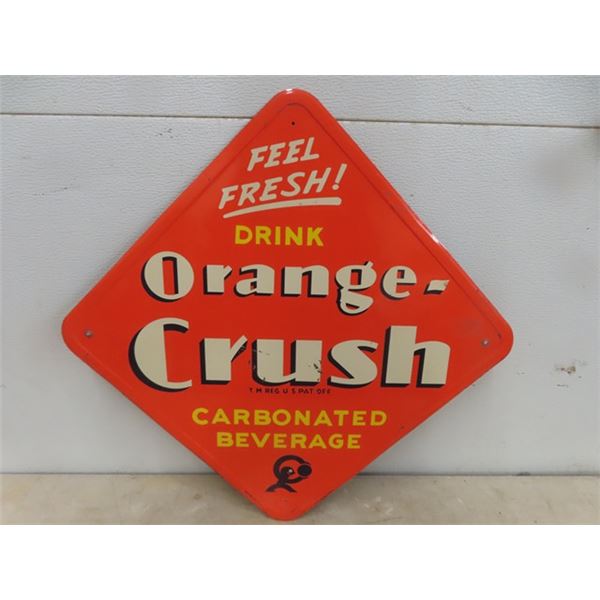 FEEL
FRESH!
DRINK
Orange-
Crush
T.M REG U S PAT OFF
CARBONATED
BEVERAGE